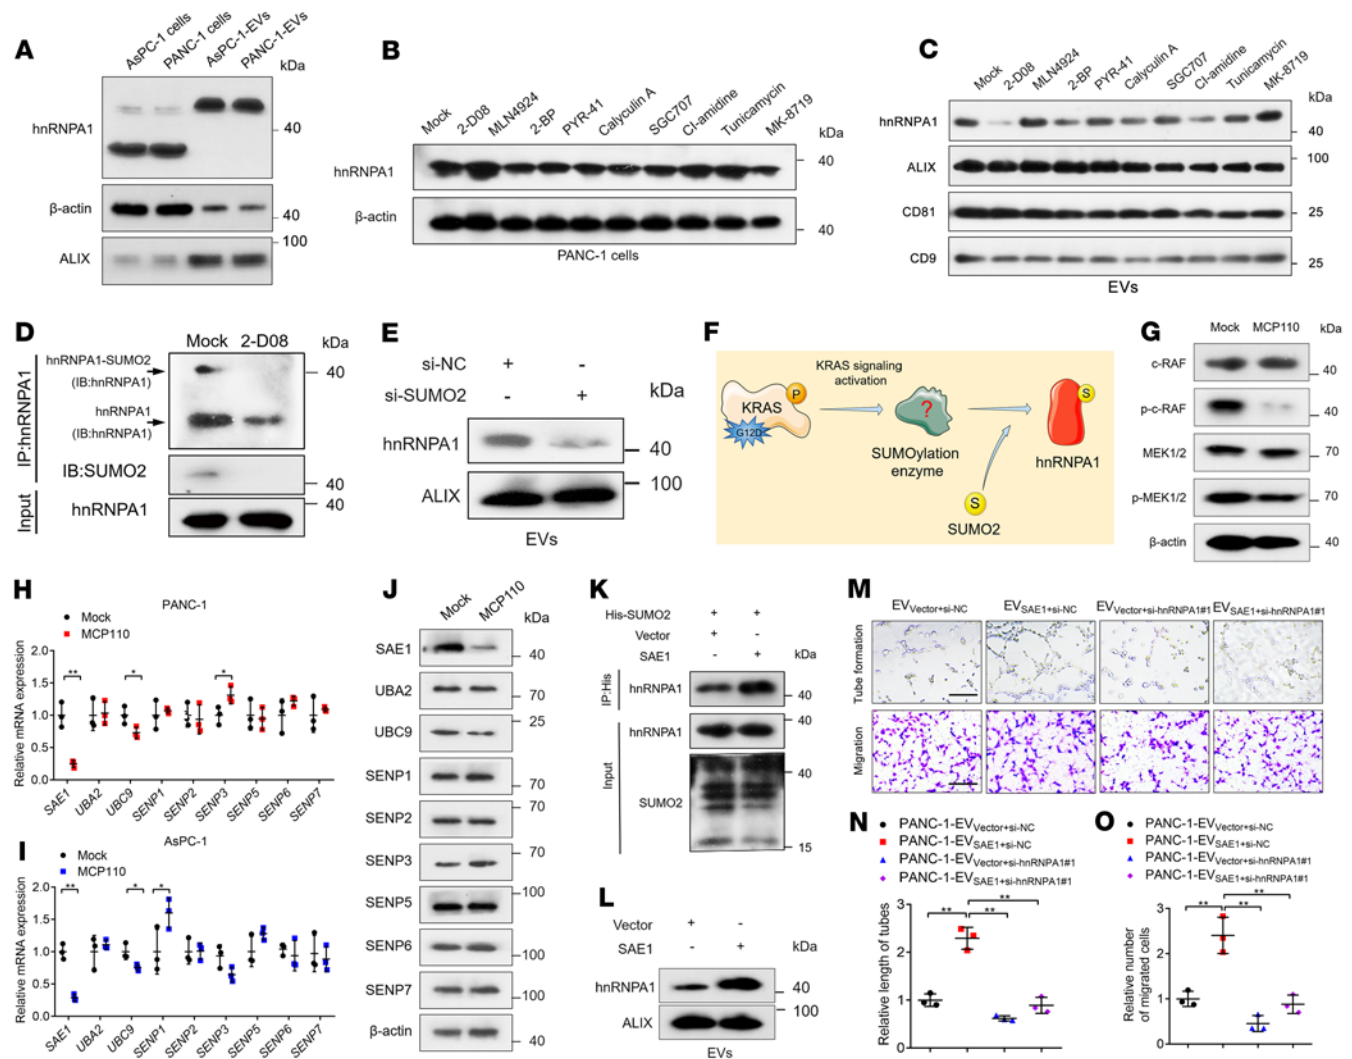 A
AsPC-1 cells
PANC-1 cells
AsPC-1-EVs
PANC-1-EVs
kDa
hnRNPA1
40
β-actin
40
100
ALIX
B
Mock
2-D08
MLN4924
2-BP
PYR-41
Calyculin A
SGC707
Cl-amidine
Tunicamycin
MK-8719
kDa
hnRNPA1
40
β-actin
40
PANC-1 cells
C
Mock
2-D08
MLN4924
2-BP
PYR-41
Calyculin A
SGC707
Cl-amidine
Tunicamycin
MK-8719
kDa
hnRNPA1
40
ALIX
100
CD81
25
CD9
25
EVs
D
Mock 2-D08
kDa
IP:hnRNPA1
hnRNPA1-SUMO2
(IB:hnRNPA1)
40
hnRNPA1
(IB:hnRNPA1)
IB:SUMO2
40
Input
hnRNPA1
40
E
si-NC + -
si-SUMO2 - +
kDa
hnRNPA1
40
ALIX
100
EVs
F
KRAS signaling
activation
P
KRAS
G12D
?
SUMOylation
enzyme
S
hnRNPA1
S
SUMO2
G
Mock MCP110 kDa
c-RAF
40
p-c-RAF
40
MEK1/2
70
p-MEK1/2
70
β-actin
40
H
PANC-1
Mock
MCP110
Relative mRNA expression
2.0
1.5
1.0
0.5
0.0
** * *
SAE1
UBA2
UBC9
SENP1
SENP2
SENP3
SENP5
SENP6
SENP7
I
AsPC-1
Mock
MCP110
Relative mRNA expression
2.0
1.5
1.0
0.5
0.0
** * *
SAE1
UBA2
UBC9
SENP1
SENP2
SENP3
SENP5
SENP6
SENP7
J
Mock
MCP110
kDa
SAE1
40
UBA2
70
UBC9
25
SENP1
70
SENP2
70
SENP3
70
SENP5
100
SENP6
100
SENP7
100
β-actin
40
K
His-SUMO2 + +
Vector + -
SAE1 - +
kDa
IP:His
hnRNPA1
40
Input
hnRNPA1
40
SUMO2
40
15
L
Vector + -
SAE1 - +
kDa
hnRNPA1
40
ALIX
100
EVs
M
EVVector+si-NC
EVSAE1+si-NC
EVVector+si-hnRNPA1#1
EVSAE1+si-hnRNPA1#1
Tube formation
Migration
N
PANC-1-EVVector+si-NC
PANC-1-EVSAE1+si-NC
PANC-1-EVVector+si-hnRNPA1#1
PANC-1-EVSAE1+si-hnRNPA1#1
Relative length of tubes
3
2
1
0
** ** **
O
PANC-1-EVVector+si-NC
PANC-1-EVSAE1+si-NC
PANC-1-EVVector+si-hnRNPA1#1
PANC-1-EVSAE1+si-hnRNPA1#1
Relative number
of migrated cells
3
2
1
0
** ** **